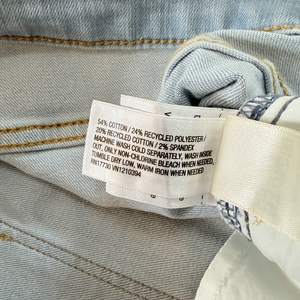 54% COTTON / 24% RECYCLED POLYESTER /
20% RECYCLED COTTON / 2% SPANDEX
MACHINE WASH COLD SEPARATELY, WASH INSIDE
OUT, ONLY NON-CHLORINE BLEACH WHEN NEEDED,
TUMBLE DRY LOW, WARM IRON WHEN NEEDED
RN17730 VN1210394